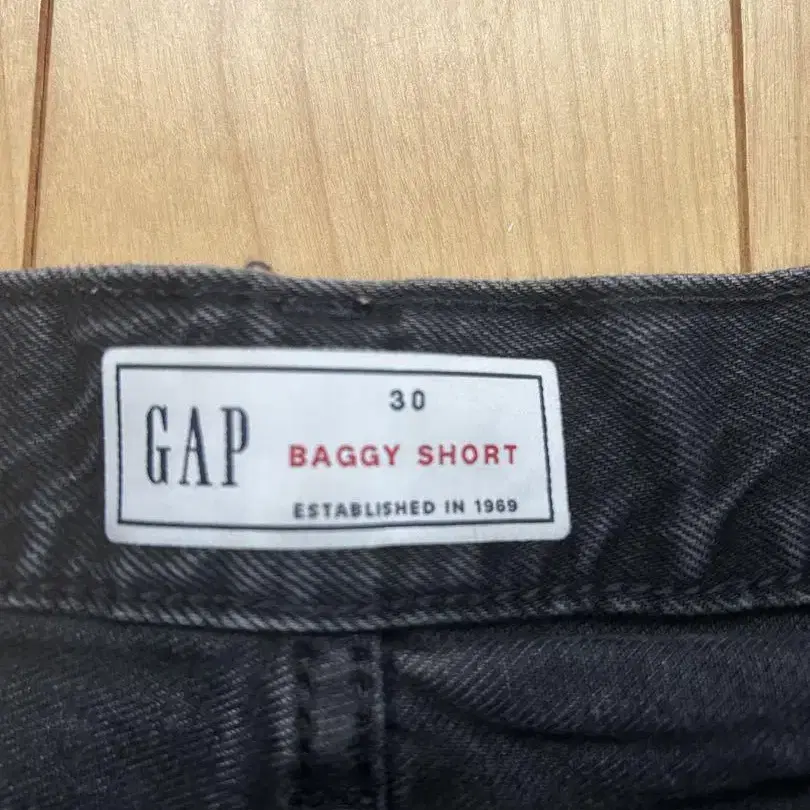 GAP
30
BAGGY SHORT
ESTABLISHED IN 1969